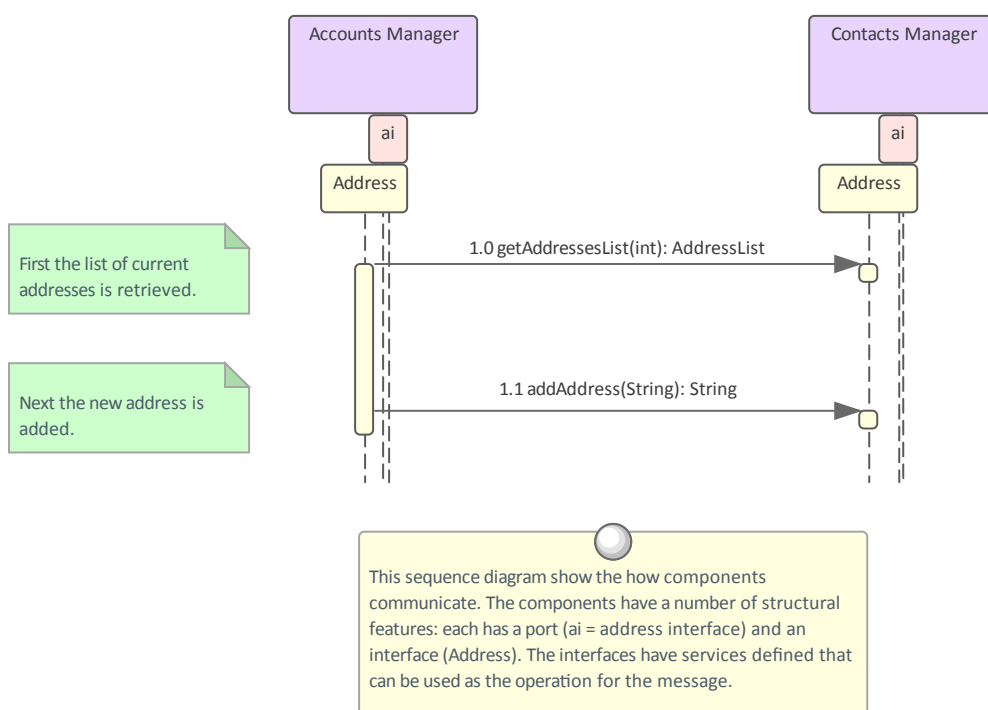 Accounts Manager
Contacts Manager
ai
ai
Address
Address
First the list of current
addresses is retrieved.
1.0 getAddressesList(int): AddressList
Next the new address is
added.
1.1 addAddress(String): String
This sequence diagram show the how components
communicate. The components have a number of structural
features: each has a port (ai = address interface) and an
interface (Address). The interfaces have services defined that
can be used as the operation for the message.